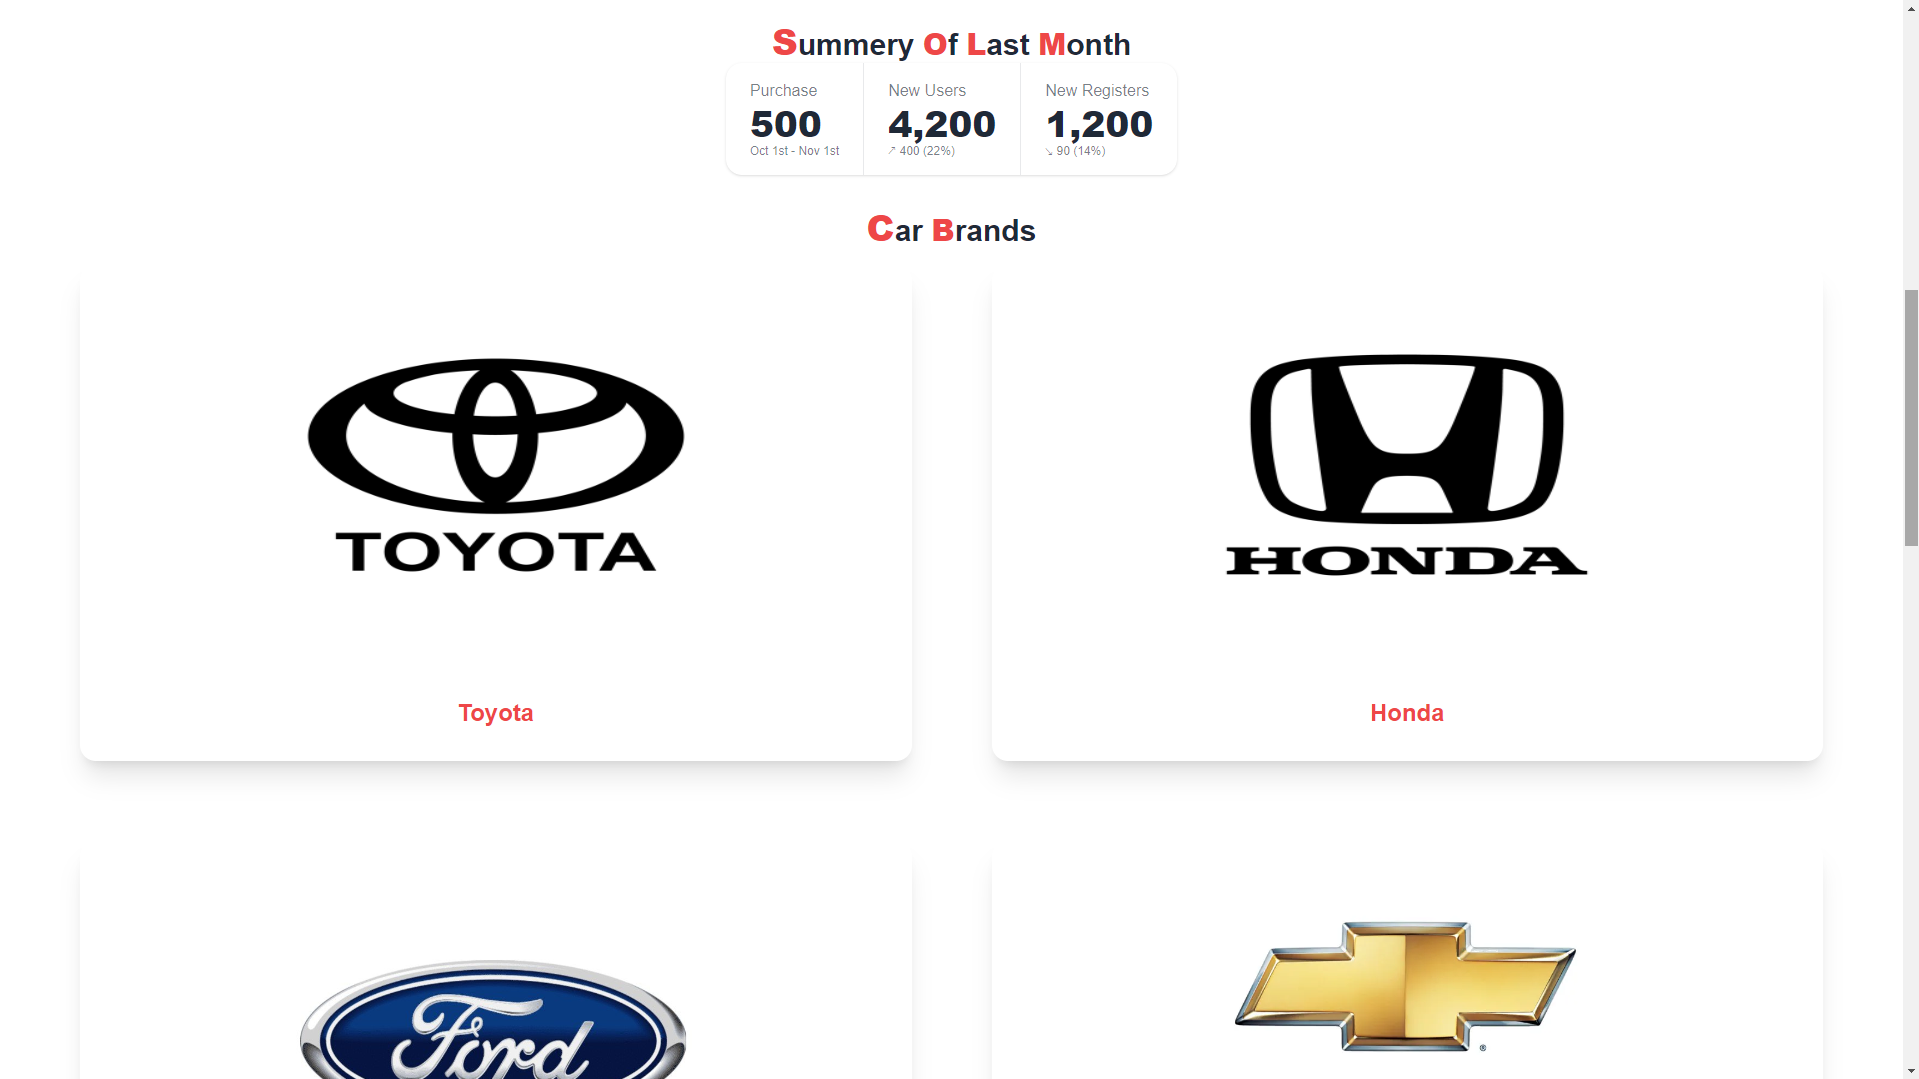 Summery Of Last Month
Purchase
500
Oct 1st - Nov 1st
New Users
4,200
↗︎ 400 (22%)
New Registers
1,200
↘︎ 90 (14%)
Car Brands
TOYOTA
Toyota
HONDA
Honda
Ford
®